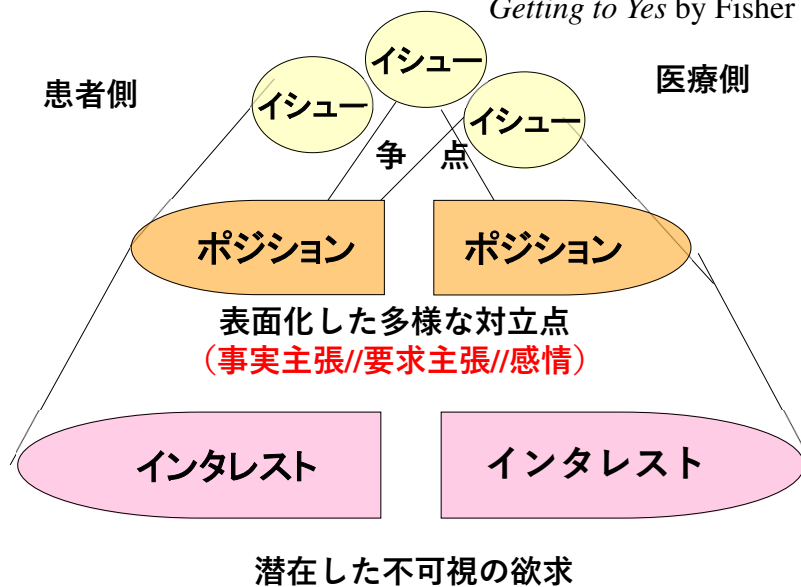 Getting to Yes by Fisher
イシュー
イシュー
イシュー
患者側
医療側
争 点
ポジション
ポジション
表面化した多様な対立点
（事実主張//要求主張//感情）
インタレスト
インタレスト
潜在した不可視の欲求